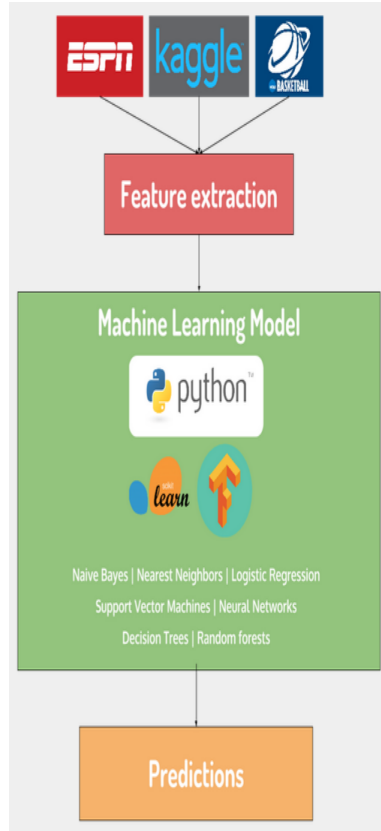 ESPN
kaggle
BASKETBALL
Feature extraction
Machine Learning Model
python™
learn
Naive Bayes | Nearest Neighbors | Logistic Regression
Support Vector Machines | Neural Networks
Decision Trees | Random forests
Predictions